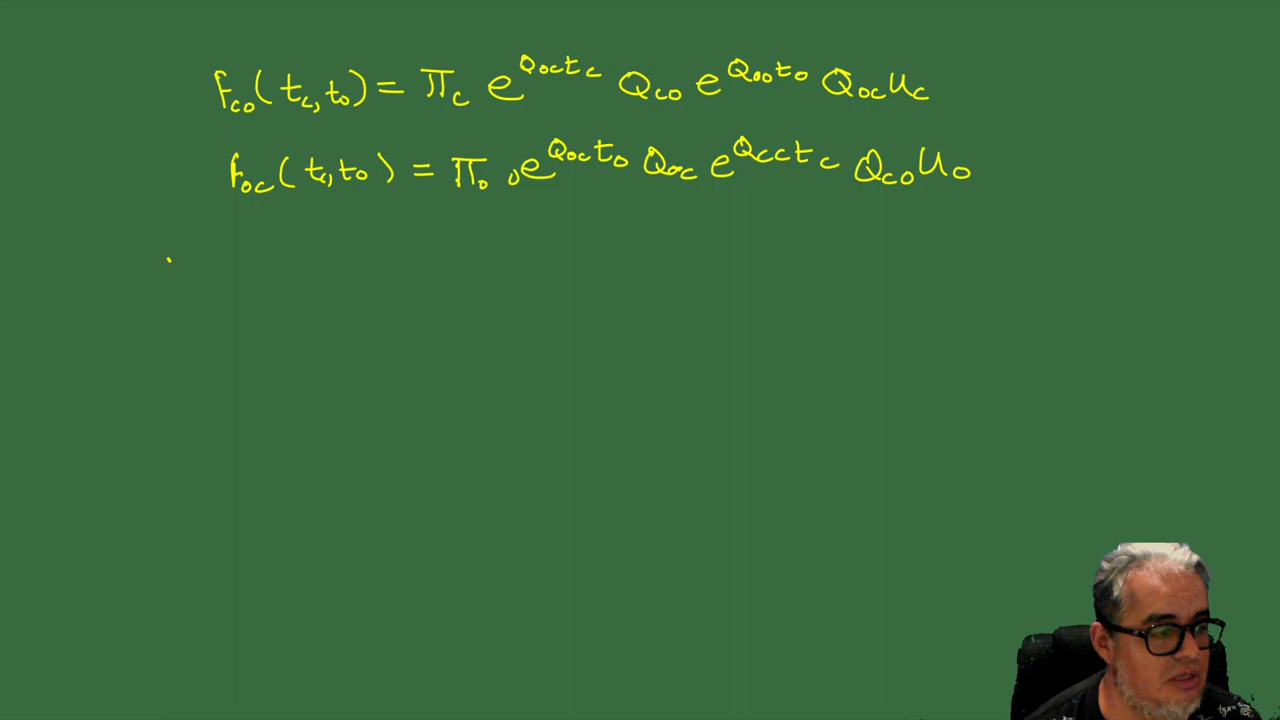 f_co(t_c, t_o) = π_c e^{Q_oc t_c} Q_co e^{Q_oo t_o} Q_oc u_c
f_oc(t_c, t_o) = π_o e^{Q_oc t_o} Q_oc e^{Q_cc t_c} Q_co u_o